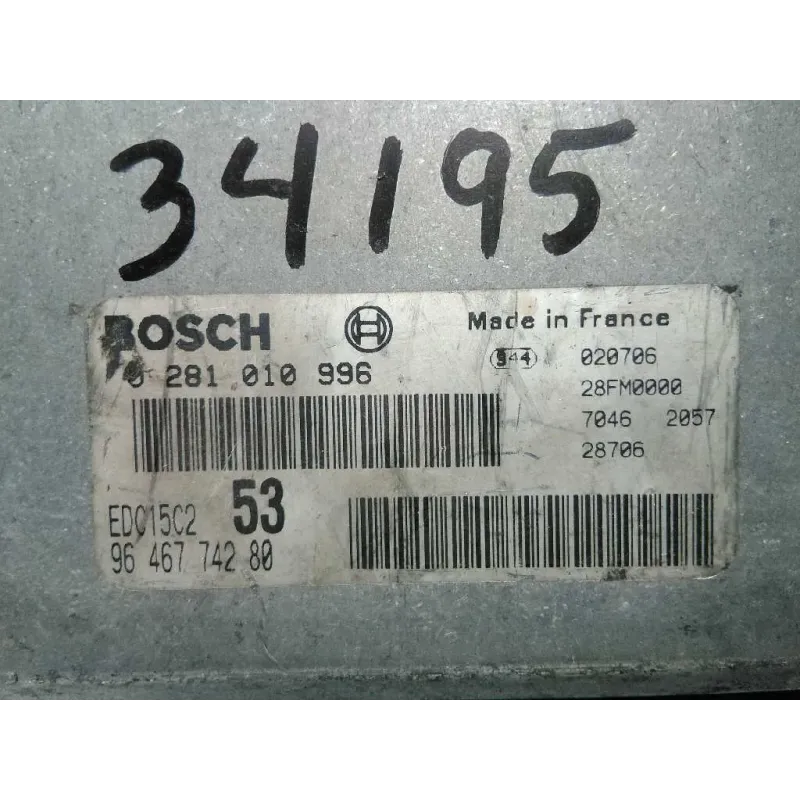 34195
BOSCH
Made in France
0 281 010 996
944 020706
28FM0000
7046 2057
28706
EDC15C2 53
96 467 742 80